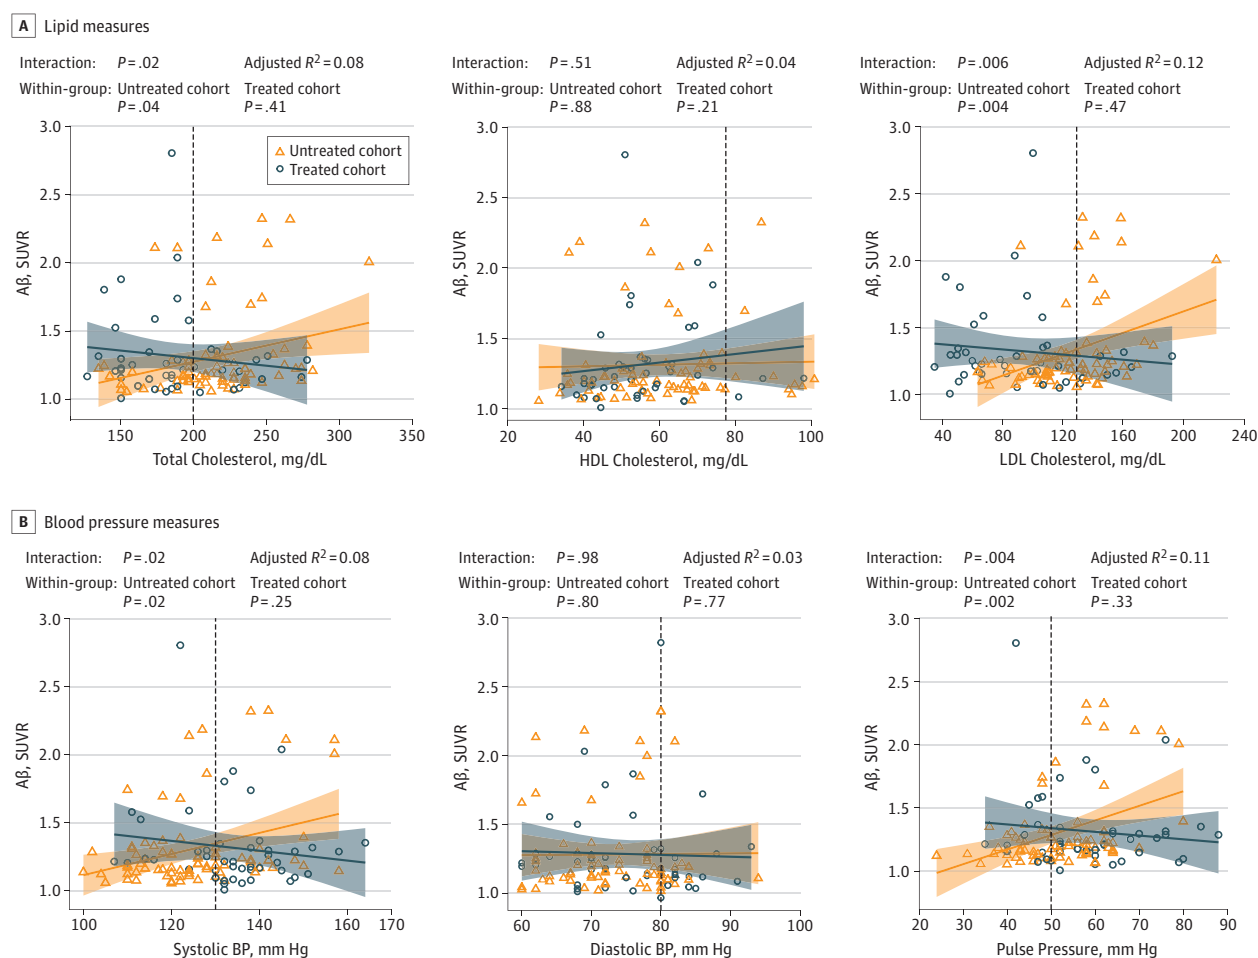 A Lipid measures
Interaction: P = .02 Adjusted R² = 0.08
Within-group: Untreated cohort Treated cohort
P = .04 P = .41
3.0
2.5
2.0
1.5
1.0
Aβ, SUVR
Untreated cohort
Treated cohort
150 200 250 300 350
Total Cholesterol, mg/dL
Interaction: P = .51 Adjusted R² = 0.04
Within-group: Untreated cohort Treated cohort
P = .88 P = .21
3.0
2.5
2.0
1.5
1.0
Aβ, SUVR
20 40 60 80 100
HDL Cholesterol, mg/dL
Interaction: P = .006 Adjusted R² = 0.12
Within-group: Untreated cohort Treated cohort
P = .004 P = .47
3.0
2.5
2.0
1.5
1.0
Aβ, SUVR
40 80 120 160 200 240
LDL Cholesterol, mg/dL
B Blood pressure measures
Interaction: P = .02 Adjusted R² = 0.08
Within-group: Untreated cohort Treated cohort
P = .02 P = .25
3.0
2.5
2.0
1.5
1.0
Aβ, SUVR
100 120 140 160 170
Systolic BP, mm Hg
Interaction: P = .98 Adjusted R² = 0.03
Within-group: Untreated cohort Treated cohort
P = .80 P = .77
3.0
2.5
2.0
1.5
1.0
Aβ, SUVR
60 70 80 90 100
Diastolic BP, mm Hg
Interaction: P = .004 Adjusted R² = 0.11
Within-group: Untreated cohort Treated cohort
P = .002 P = .33
3.0
2.5
2.0
1.5
1.0
Aβ, SUVR
20 30 40 50 60 70 80 90
Pulse Pressure, mm Hg